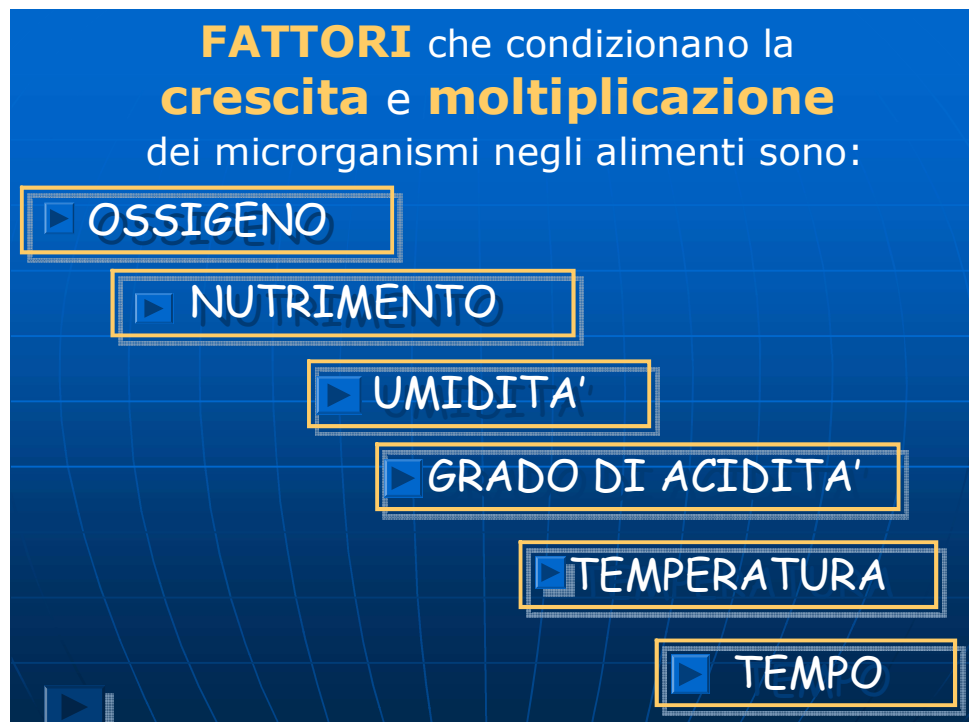 FATTORI che condizionano la
crescita e moltiplicazione
dei microrganismi negli alimenti sono:
OSSIGENO
NUTRIMENTO
UMIDITA'
GRADO DI ACIDITA'
TEMPERATURA
TEMPO